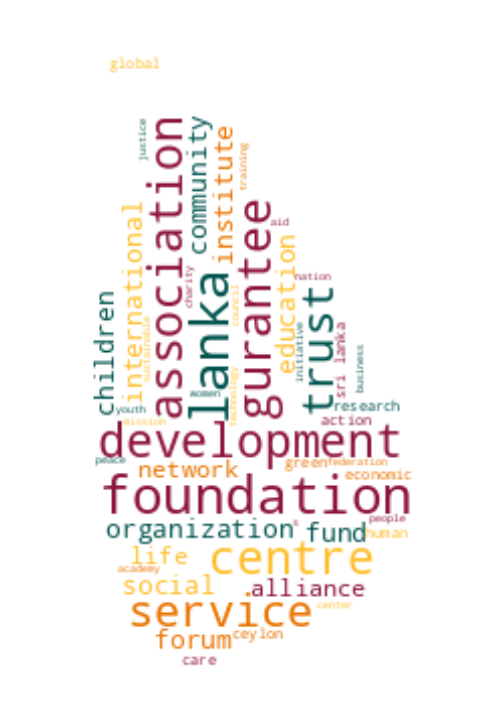 global
justice
association
community
institute
training
international
children
sustainable
charity
lanka
council
gurantee
aid
education
nation
trust
initiative
sri lanka
business
technology
women
youth
mission
research
action
development
peace
network
green
federation
economic
foundation
organization
s
fund
people
human
life
centre
academy
social
alliance
service
center
forum
ceylon
care